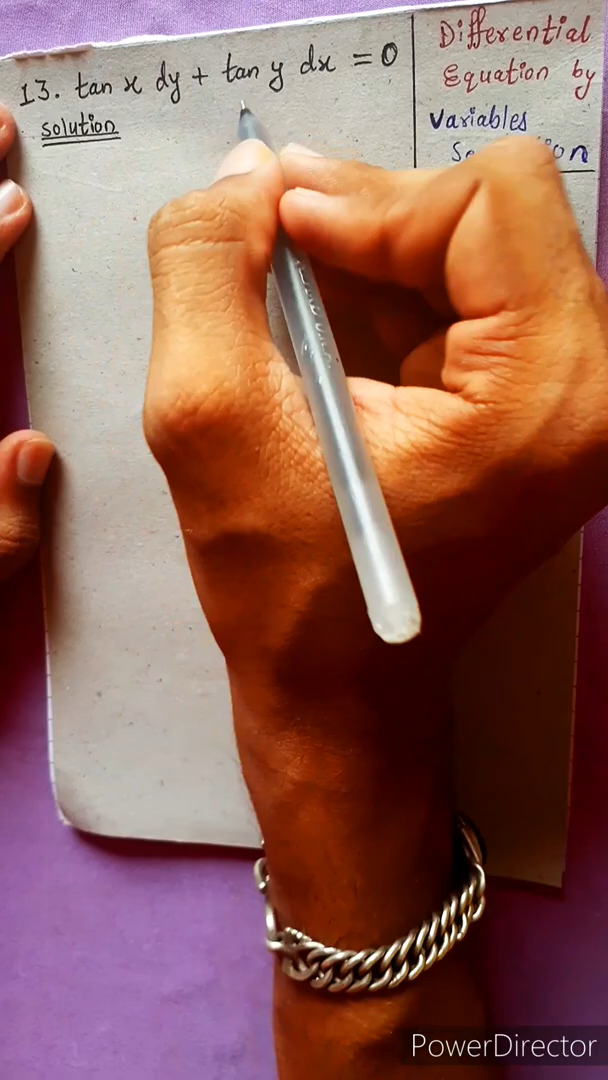 13. tan x dy + tan y dx = 0
solution
Differential
Equation by
Variables
PowerDirector